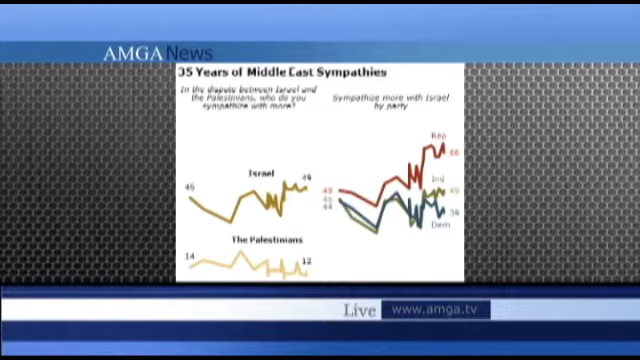 AMGA News
35 Years of Middle East Sympathies
In the dispute between Israel and
the Palestinians, who do you
sympathize with more?
Sympathize more with Israel
by party
Rep
66
Israel
49
Ind
45
49
49
45
44
39
Dem
The Palestinians
14
12
Live
www.amga.tv